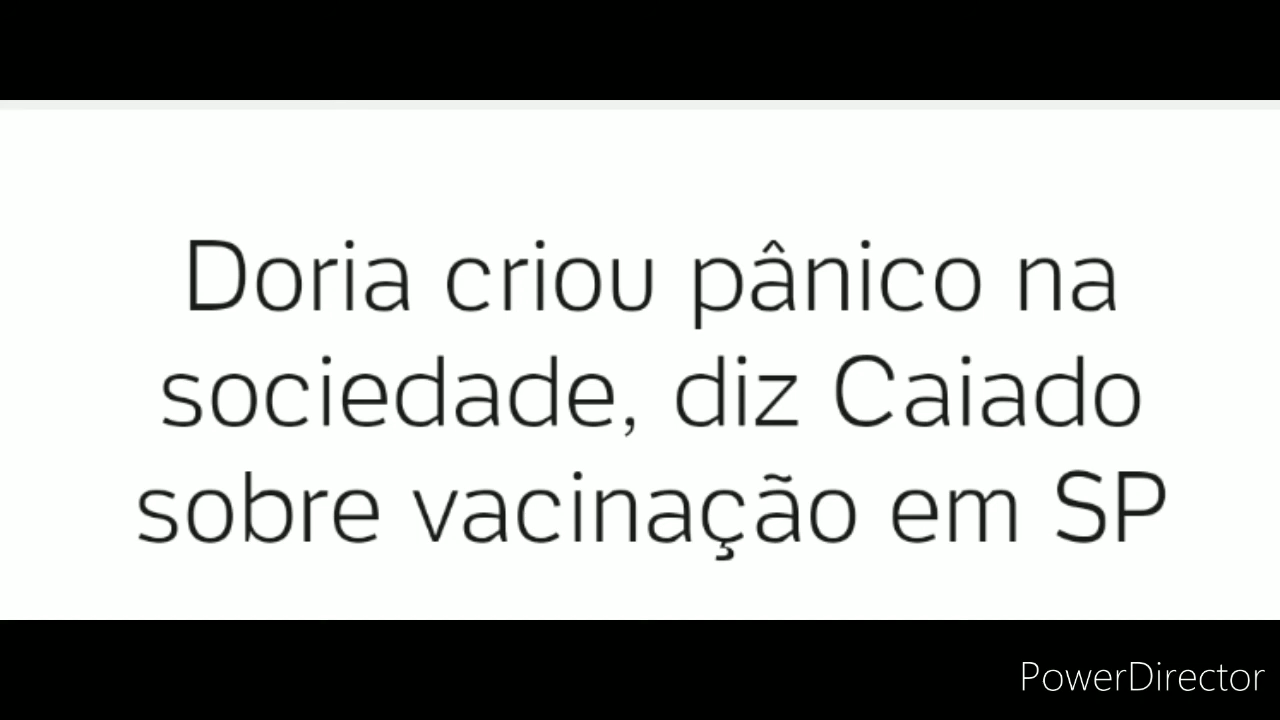 Doria criou pânico na
sociedade, diz Caiado
sobre vacinação em SP
PowerDirector